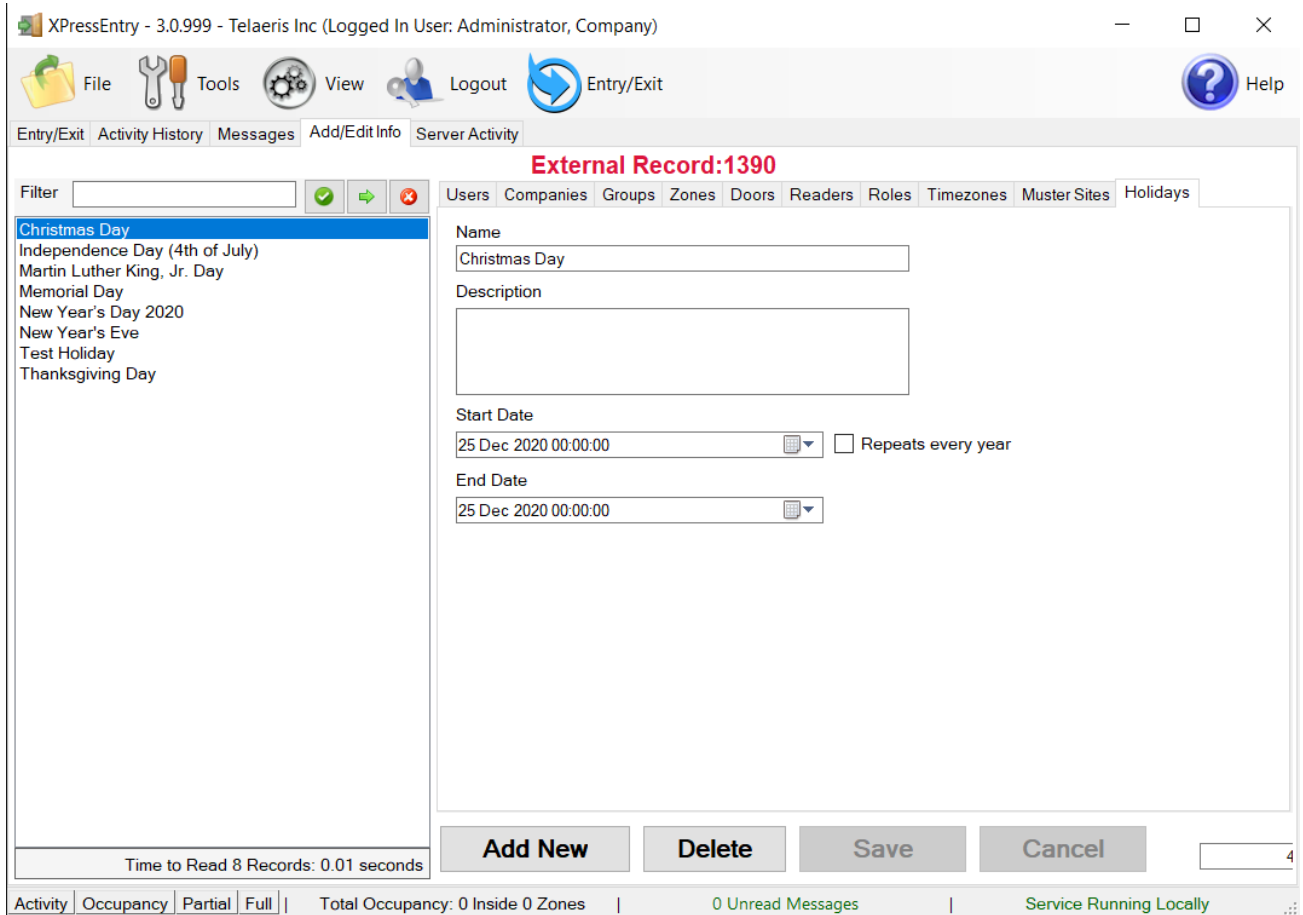 XPressEntry - 3.0.999 - Telaeris Inc (Logged In User: Administrator, Company)
File Tools View Logout Entry/Exit Help
Entry/Exit Activity History Messages Add/Edit Info Server Activity
External Record:1390
Filter
Users Companies Groups Zones Doors Readers Roles Timezones Muster Sites Holidays
Christmas Day
Independence Day (4th of July)
Martin Luther King, Jr. Day
Memorial Day
New Year’s Day 2020
New Year's Eve
Test Holiday
Thanksgiving Day
Name
Christmas Day
Description
Start Date
25 Dec 2020 00:00:00 Repeats every year
End Date
25 Dec 2020 00:00:00
Add New Delete Save Cancel
4
Time to Read 8 Records: 0.01 seconds
Activity Occupancy Partial Full | Total Occupancy: 0 Inside 0 Zones | 0 Unread Messages | Service Running Locally